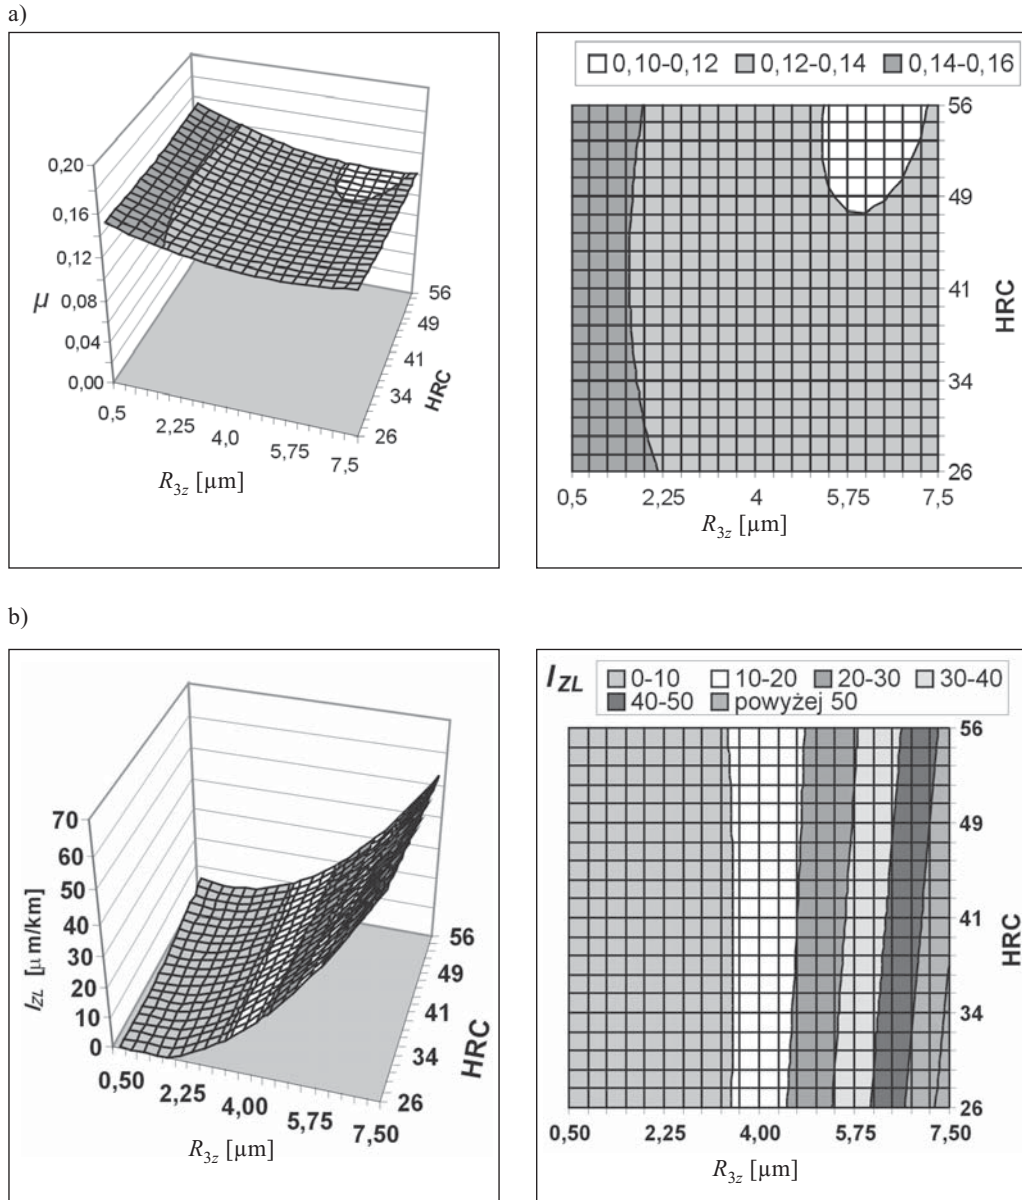 a)
0,20
0,16
0,12
μ
0,08
0,04
0,00
0,5
2,25
4,0
5,75
7,5
56
49
41
34
26
HRC
R3z [μm]
0,10-0,12 0,12-0,14 0,14-0,16
56
49
41
34
26
HRC
0,5 2,25 4 5,75 7,5
R3z [μm]
b)
70
60
50
40
30
20
10
0
IZL [μm/km]
0,50
2,25
4,00
5,75
7,50
56
49
41
34
26
HRC
R3z [μm]
IZL 0-10 10-20 20-30 30-40
40-50 powyżej 50
56
49
41
34
26
HRC
0,50 2,25 4,00 5,75 7,50
R3z [μm]